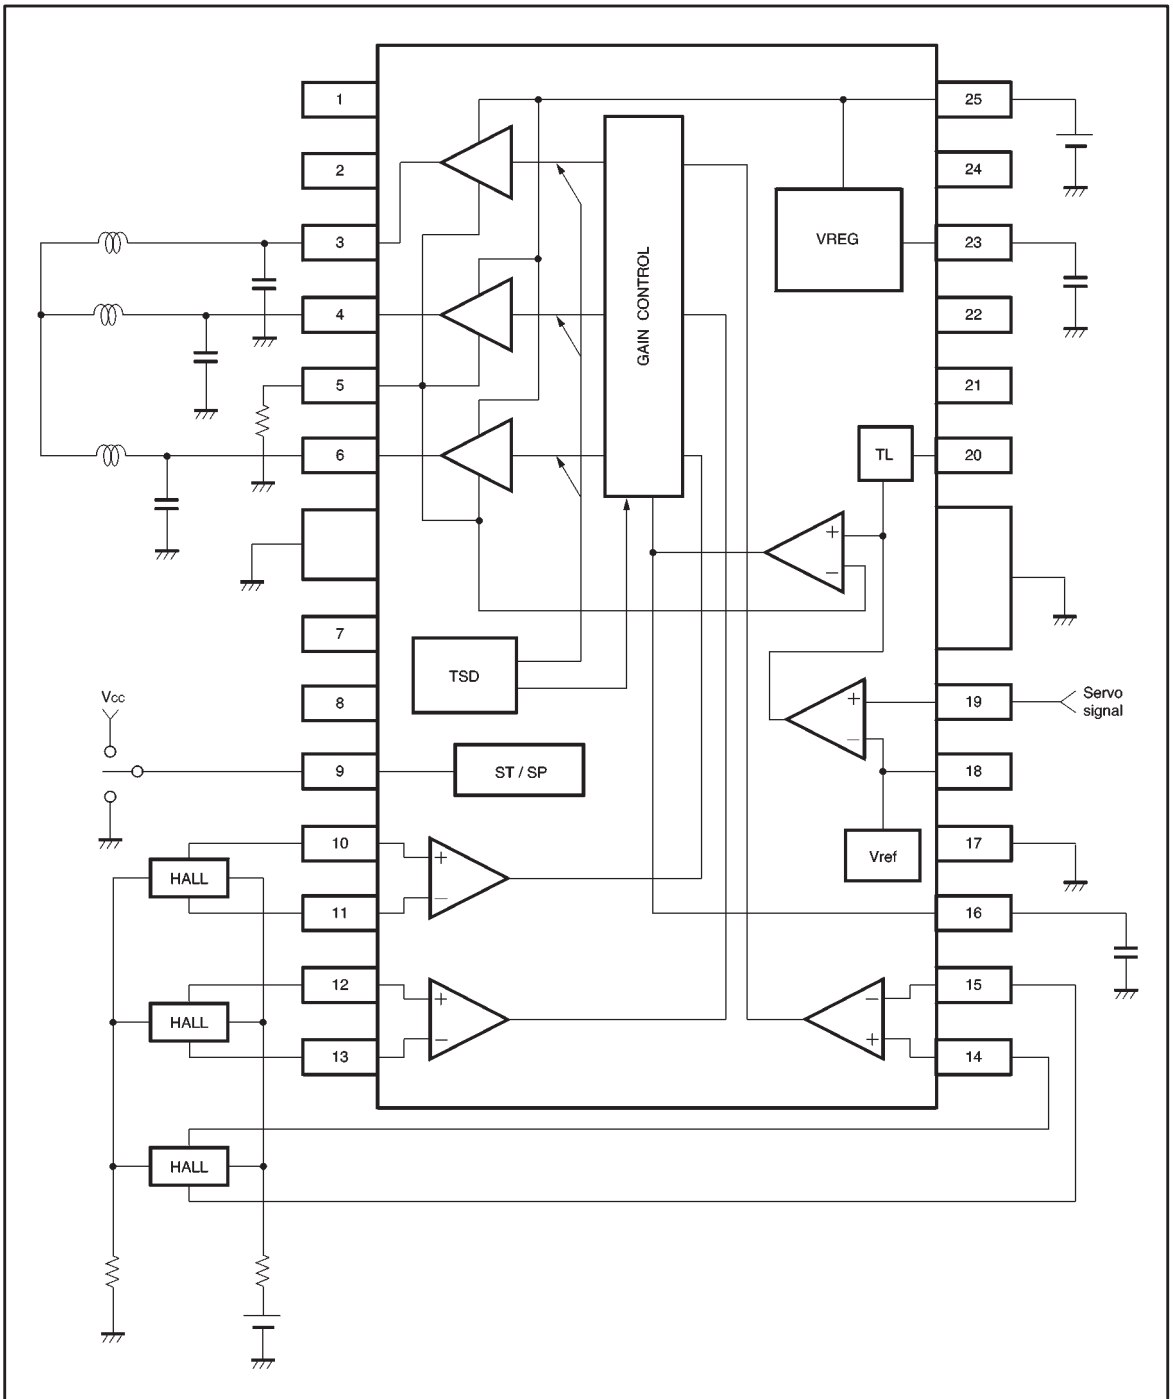 1
25
2
24
3
VREG
23
GAIN CONTROL
4
22
5
21
6
TL
20
+
−
7
TSD
8
Vcc
+
−
19
Servo
signal
9
ST / SP
18
10
HALL
+
−
11
Vref
17
16
12
HALL
+
−
13
−
+
15
14
HALL